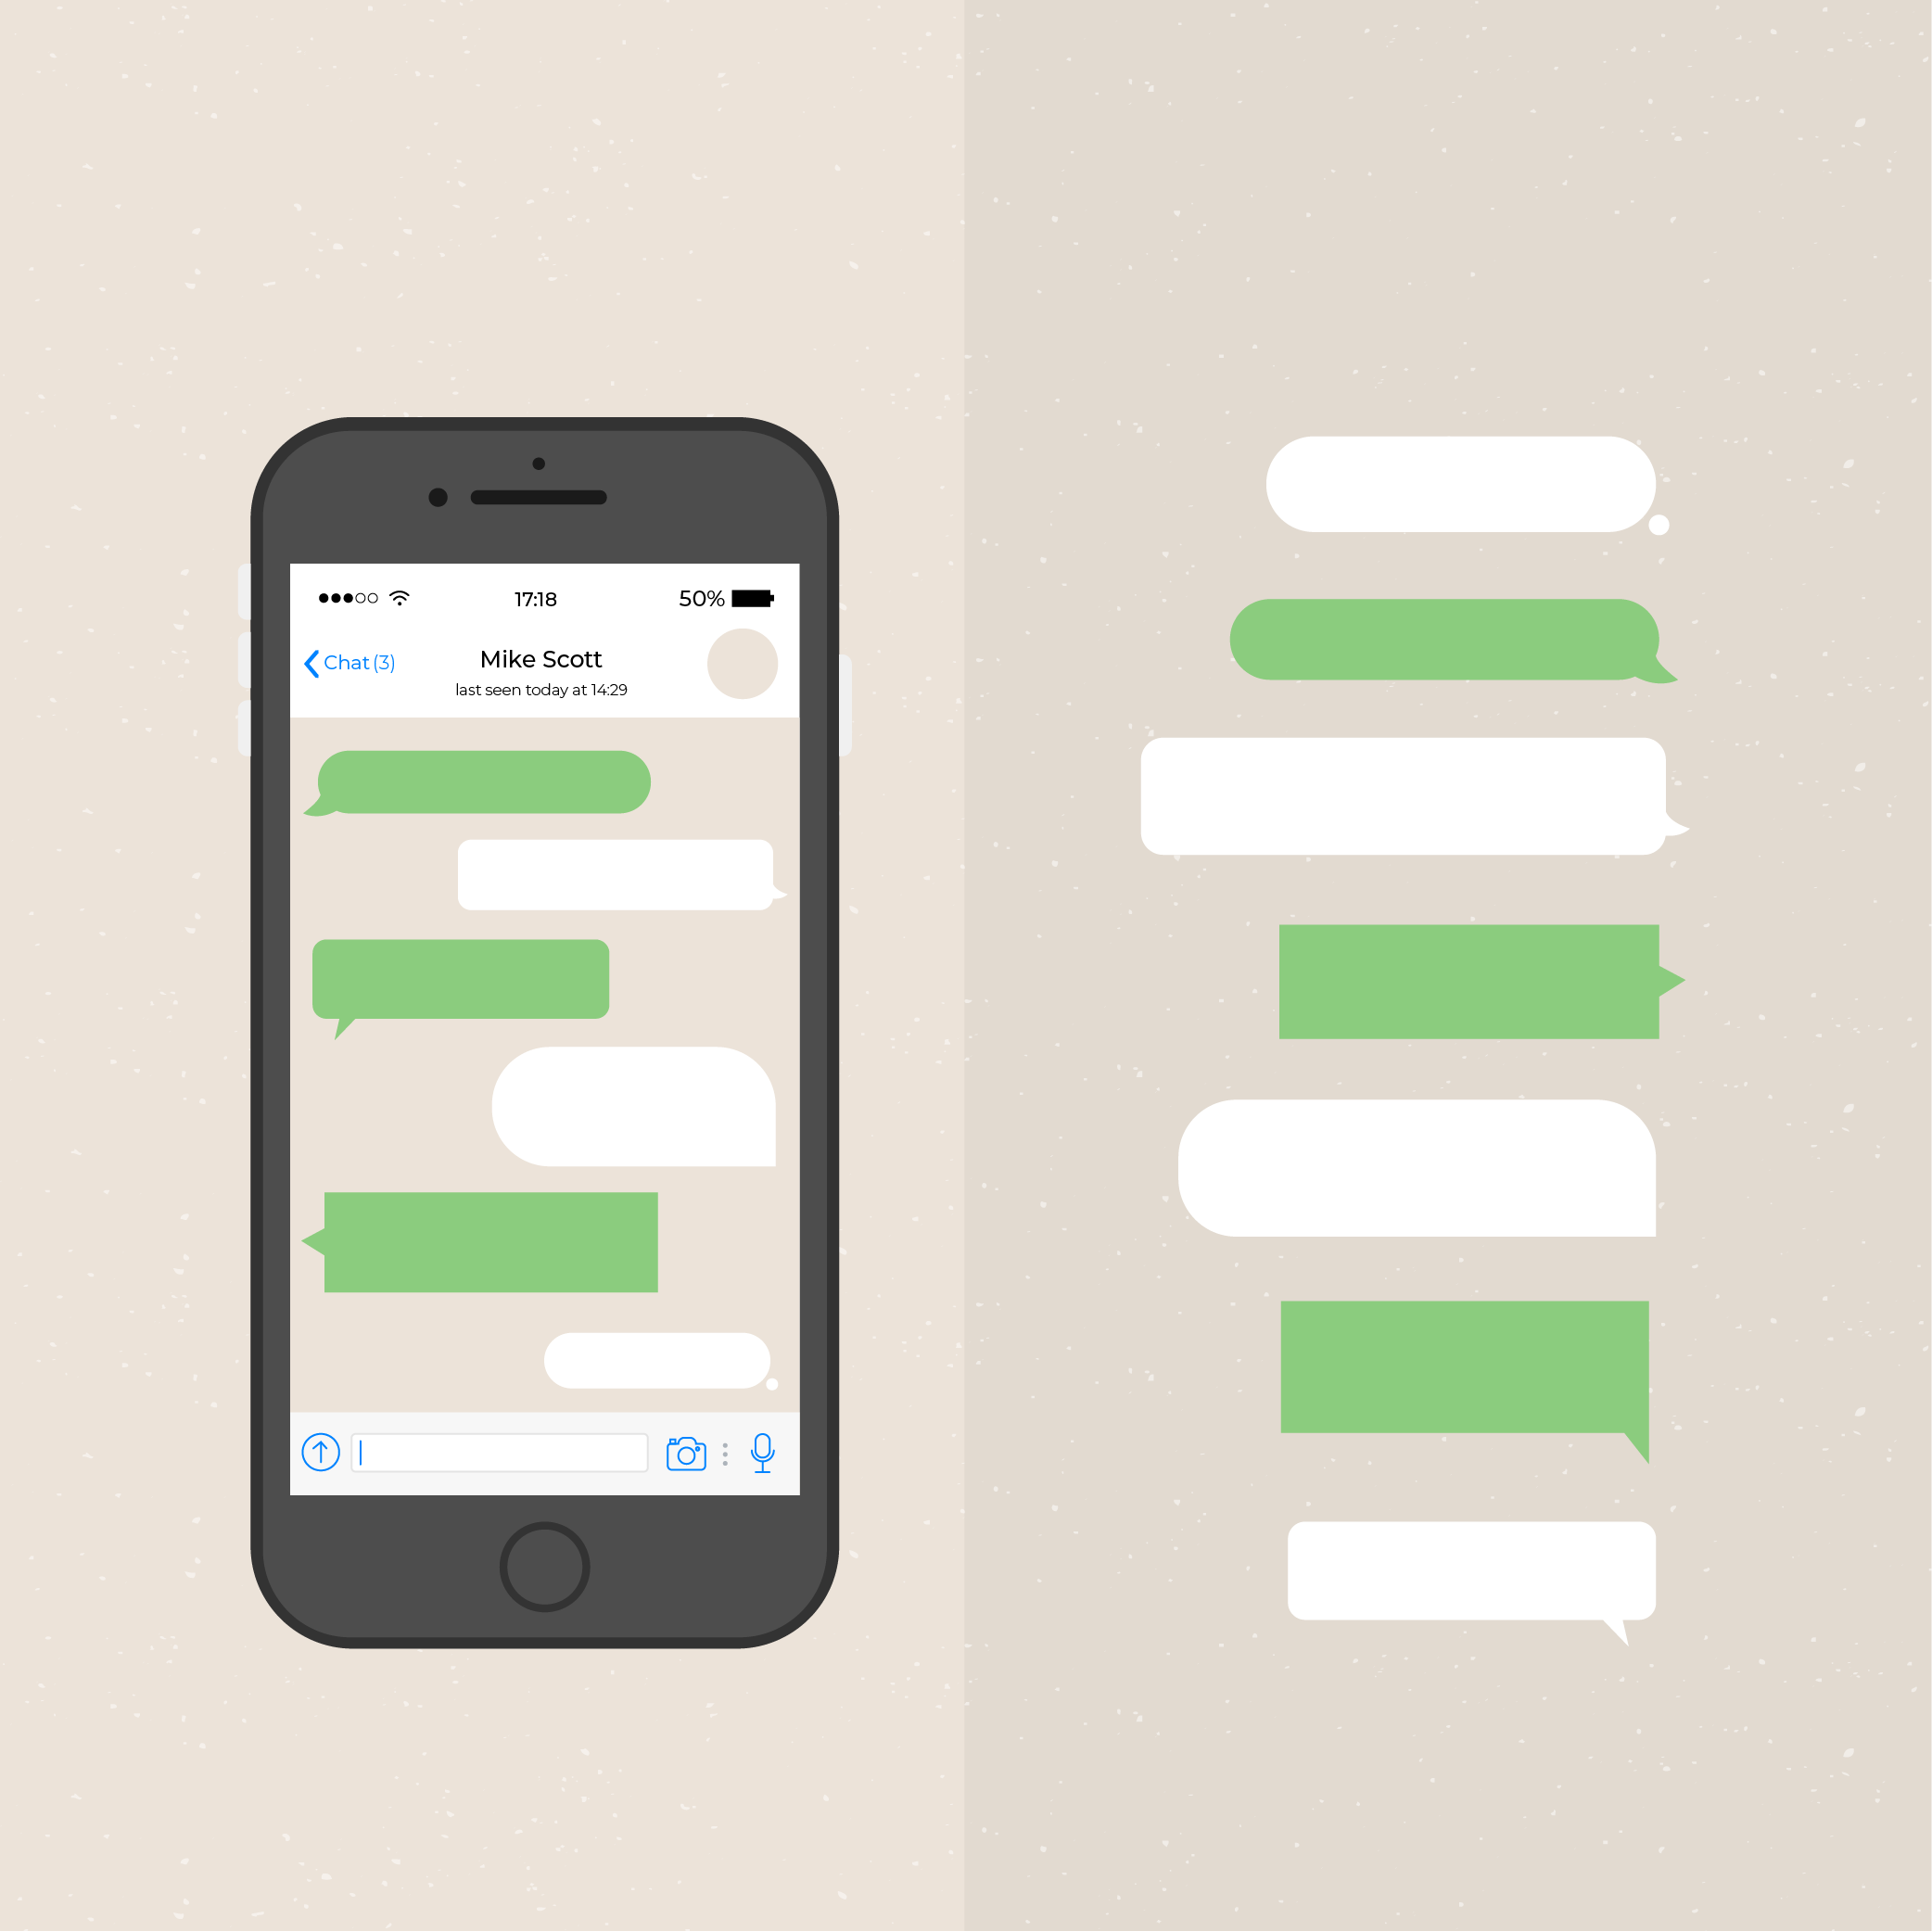 17:18
50%
Chat (3)
Mike Scott
last seen today at 14:29